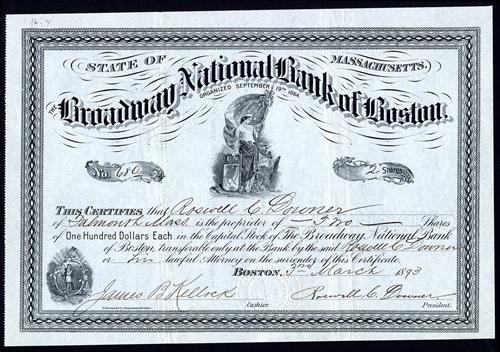 16.4
STATE OF MASSACHUSETTS.
THE Broadway National Bank of Boston.
ORGANIZED SEPTEMBER 19TH 1864
No. 680 2 Shares
THIS CERTIFIES, that Roswell C. Downer
of Falmouth Mass. is the proprietor of Two Shares
of One Hundred Dollars Each in the Capital Stock of The Broadway National Bank
of Boston, transferable only at the Bank by the said Roswell C. Downer
or his lawful Attorney on the surrender of this Certificate.
BOSTON, 3rd March 1893
James B. Kellock Roswell C. Downer
Cashier. President.